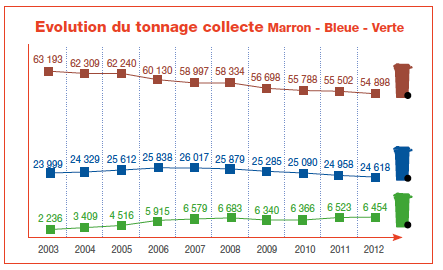 Evolution du tonnage collecte Marron - Bleue - Verte
63 193 62 309 62 240 60 130 58 997 58 334 56 698 55 788 55 502 54 898
23 999 24 329 25 612 25 838 26 017 25 879 25 285 25 090 24 958 24 618
2 236 3 409 4 516 5 915 6 579 6 683 6 340 6 366 6 523 6 454
2003 2004 2005 2006 2007 2008 2009 2010 2011 2012